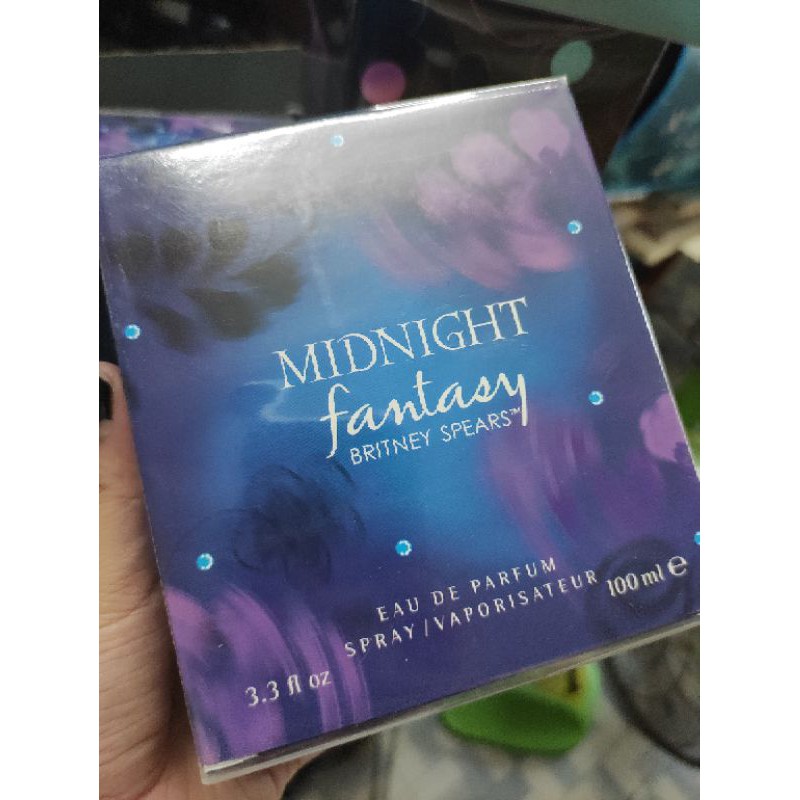 MIDNIGHT
fantasy
BRITNEY SPEARS™
EAU DE PARFUM
SPRAY/VAPORISATEUR
100 ml ℮
3.3 fl oz